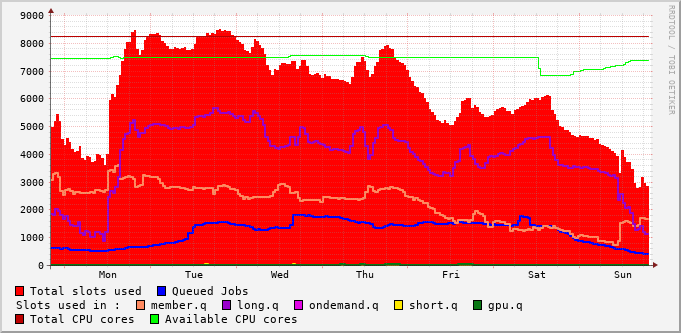 9000
8000
7000
6000
5000
4000
3000
2000
1000
0
Mon Tue Wed Thu Fri Sat Sun
RRDTOOL / TOBI OETIKER
Total slots used Queued Jobs
Slots used in : member.q long.q ondemand.q short.q gpu.q
Total CPU cores Available CPU cores